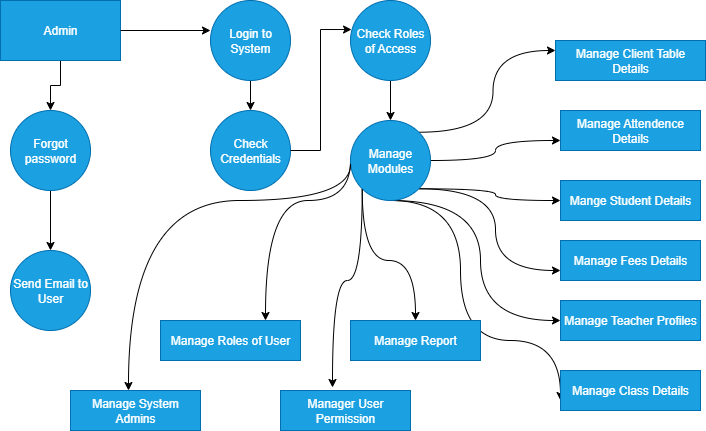 Admin
Login to
System
Check Roles
of Access
Manage Client Table
Details
Forgot
password
Check
Credentials
Manage
Modules
Manage Attendence
Details
Mange Student Details
Manage Fees Details
Send Email to
User
Manage Teacher Profiles
Manage Roles of User
Manage Report
Manage Class Details
Manage System
Admins
Manager User
Permission